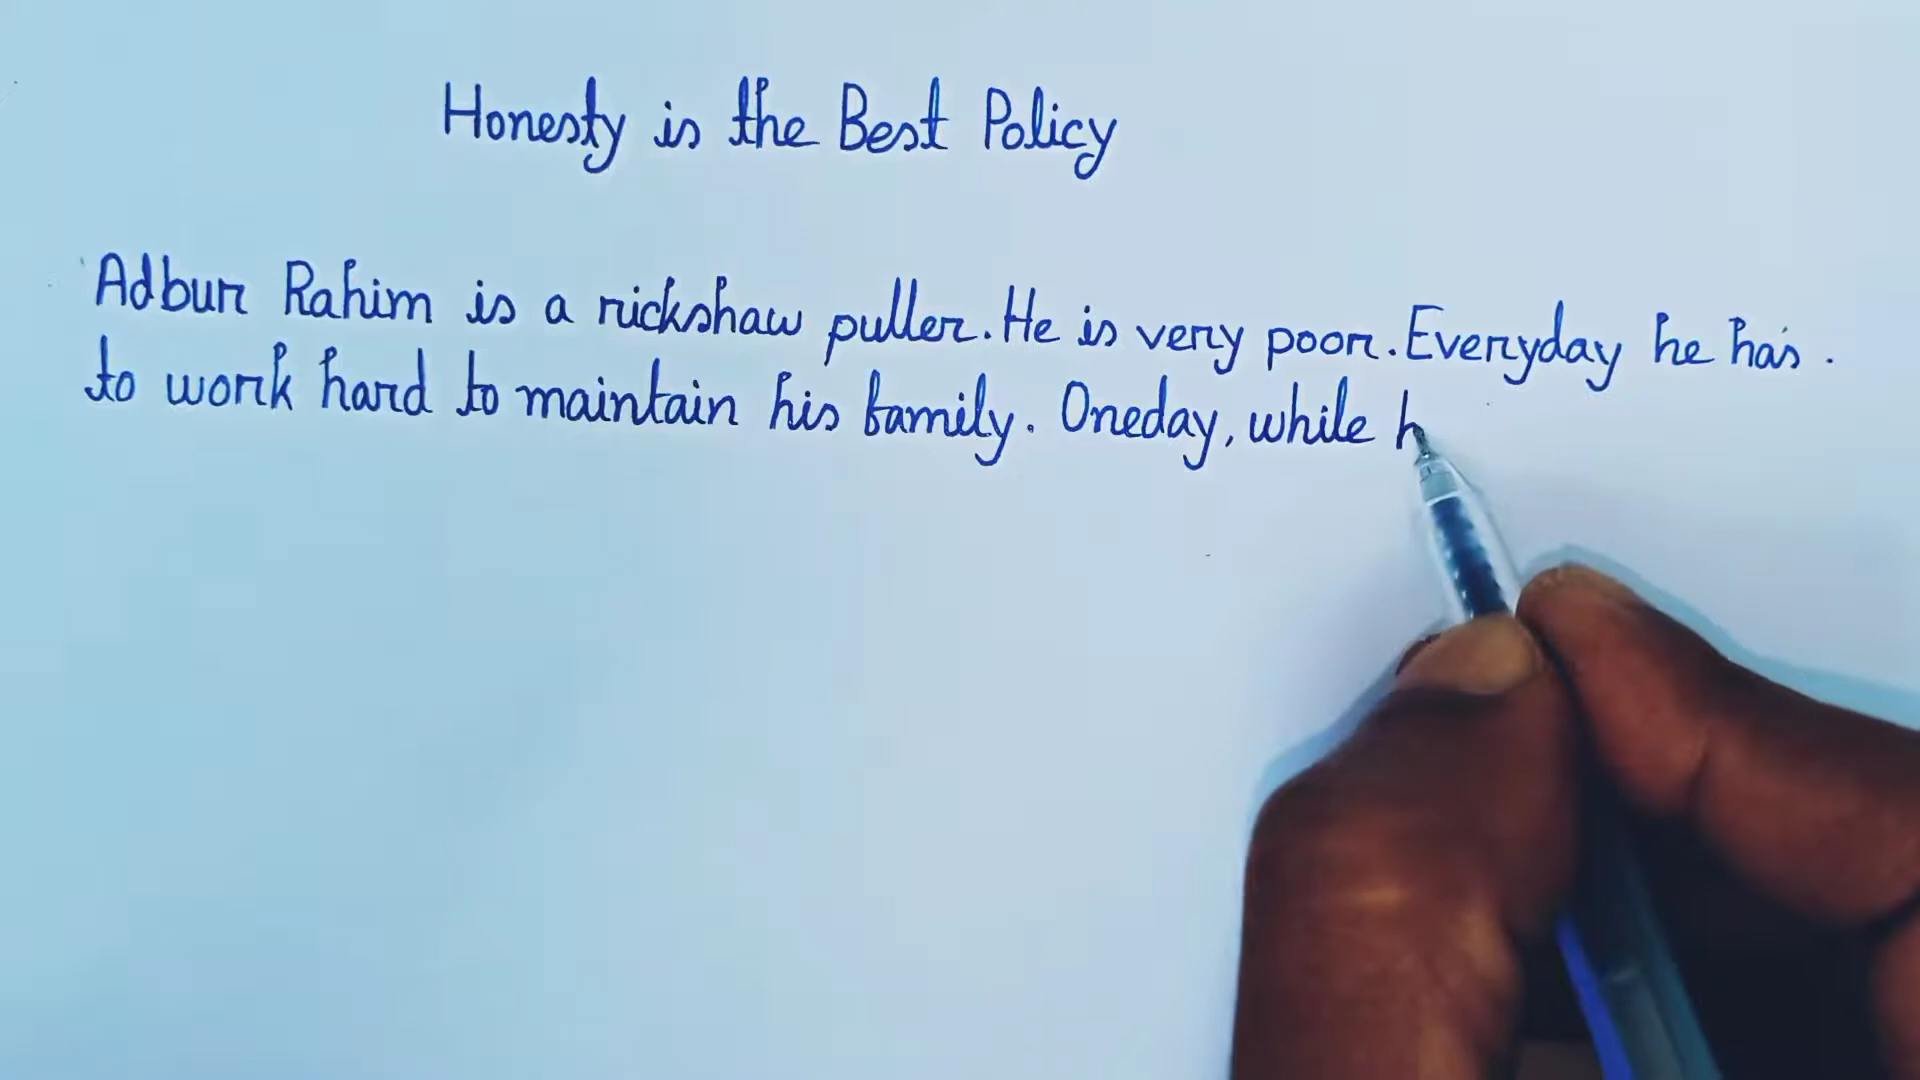 Honesty is the Best Policy
Adbur Rahim is a rickshaw puller. He is very poor. Everyday he has.
to work hard to maintain his family. Oneday, while h